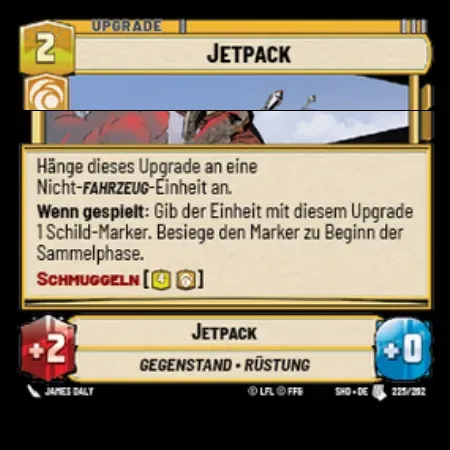 UPGRADE
2
JETPACK
Hänge dieses Upgrade an eine
Nicht-FAHRZEUG-Einheit an.
Wenn gespielt: Gib der Einheit mit diesem Upgrade
1 Schild-Marker. Besiege den Marker zu Beginn der
Sammelphase.
SCHMUGGELN [4]
JETPACK
+2
+0
GEGENSTAND • RÜSTUNG
JAMES DALY
© LFL © FFG
SHD • DE
225/262